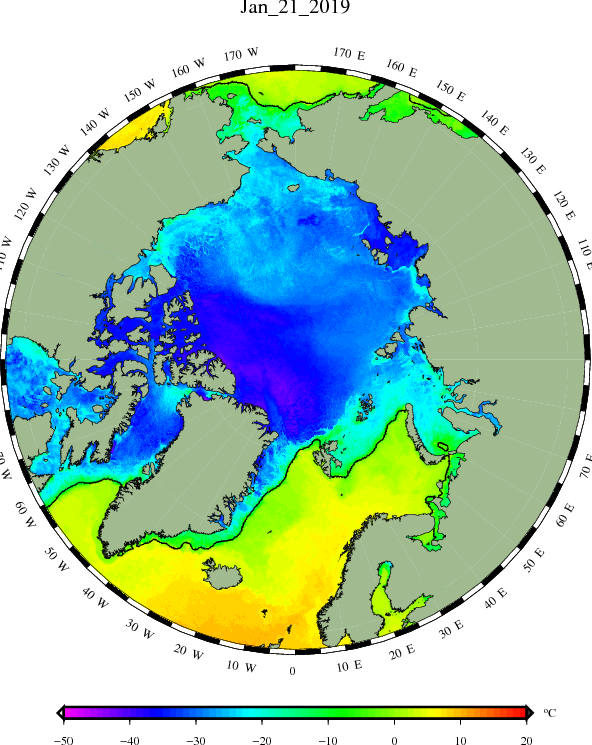 Jan_21_2019
170 W 170 E
160 W 160 E
150 W 150 E
140 W 140 E
130 W 130 E
120 W 120 E
W 110 E
W
70 W 70 E
60 W 60 E
50 W 50 E
40 W 40 E
30 W 30 E
20 W 20 E
10 W 0 10 E
°C
−50 −40 −30 −20 −10 0 10 20